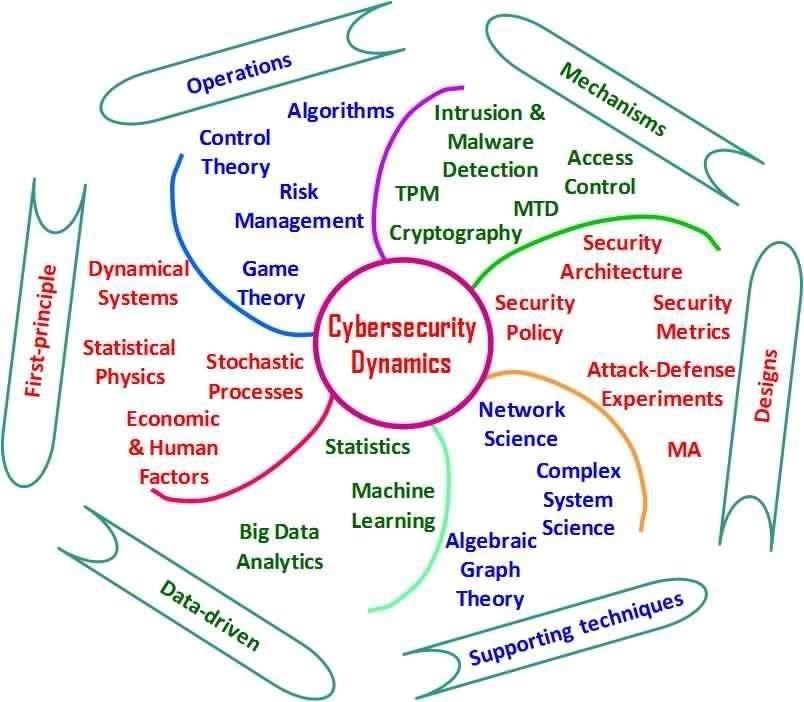 Operations
Algorithms
Control
Theory
Risk
Management
Game
Theory
Mechanisms
Intrusion &
Malware
Detection
Access
Control
TPM
MTD
Cryptography
Designs
Security
Architecture
Security
Policy
Security
Metrics
Attack-Defense
Experiments
MA
Cybersecurity
Dynamics
First-principle
Dynamical
Systems
Statistical
Physics
Stochastic
Processes
Economic
& Human
Factors
Data-driven
Statistics
Machine
Learning
Big Data
Analytics
Supporting techniques
Network
Science
Complex
System
Science
Algebraic
Graph
Theory